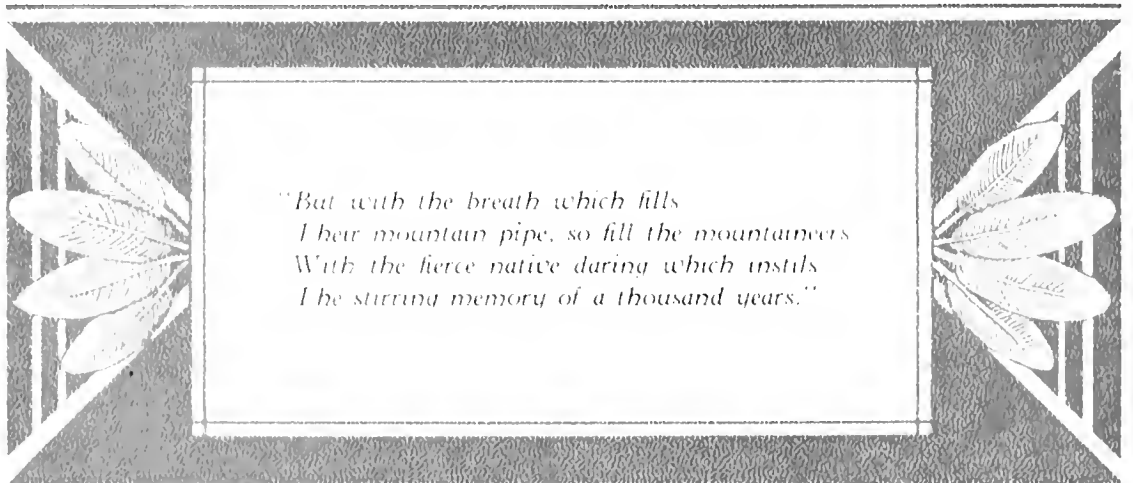 "But with the breath which fills
Their mountain pipe, so fill the mountaineers
With the fierce native daring which instils
The stirring memory of a thousand years."